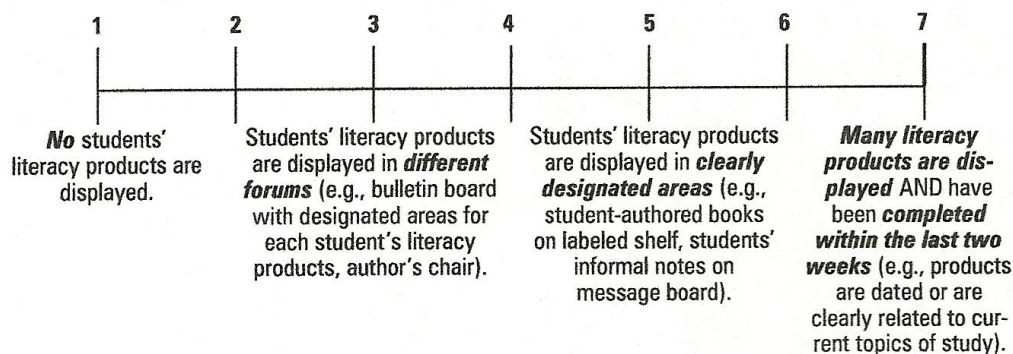 1 2 3 4 5 6 7
No students'
literacy products are
displayed.
Students' literacy products
are displayed in different
forums (e.g., bulletin board
with designated areas for
each student's literacy
products, author's chair).
Students' literacy products
are displayed in clearly
designated areas (e.g.,
student-authored books
on labeled shelf, students'
informal notes on
message board).
Many literacy
products are dis-
played AND have
been completed
within the last two
weeks (e.g., products
are dated or are
clearly related to cur-
rent topics of study).